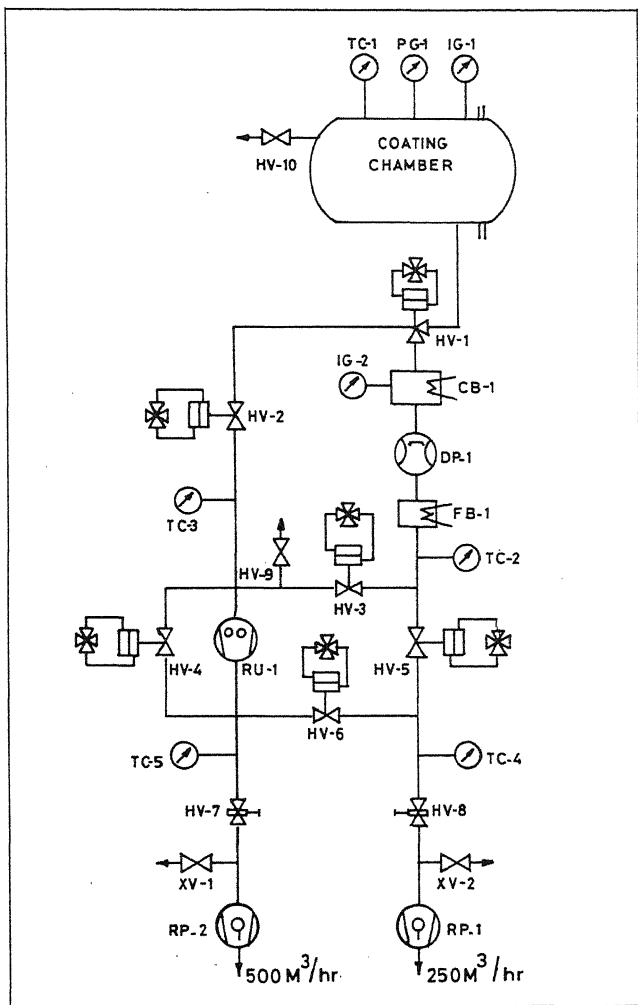 TC-1 PG-1 IG-1
COATING
CHAMBER
HV-10
HV-1
IG-2
CB-1
HV-2
DP-1
TC-3
FB-1
TC-2
HV-9
HV-3
HV-4
RU-1
HV-5
HV-6
TC-5
TC-4
HV-7
HV-8
XV-1
XV-2
RP-2
RP-1
500M³/hr
250M³/hr